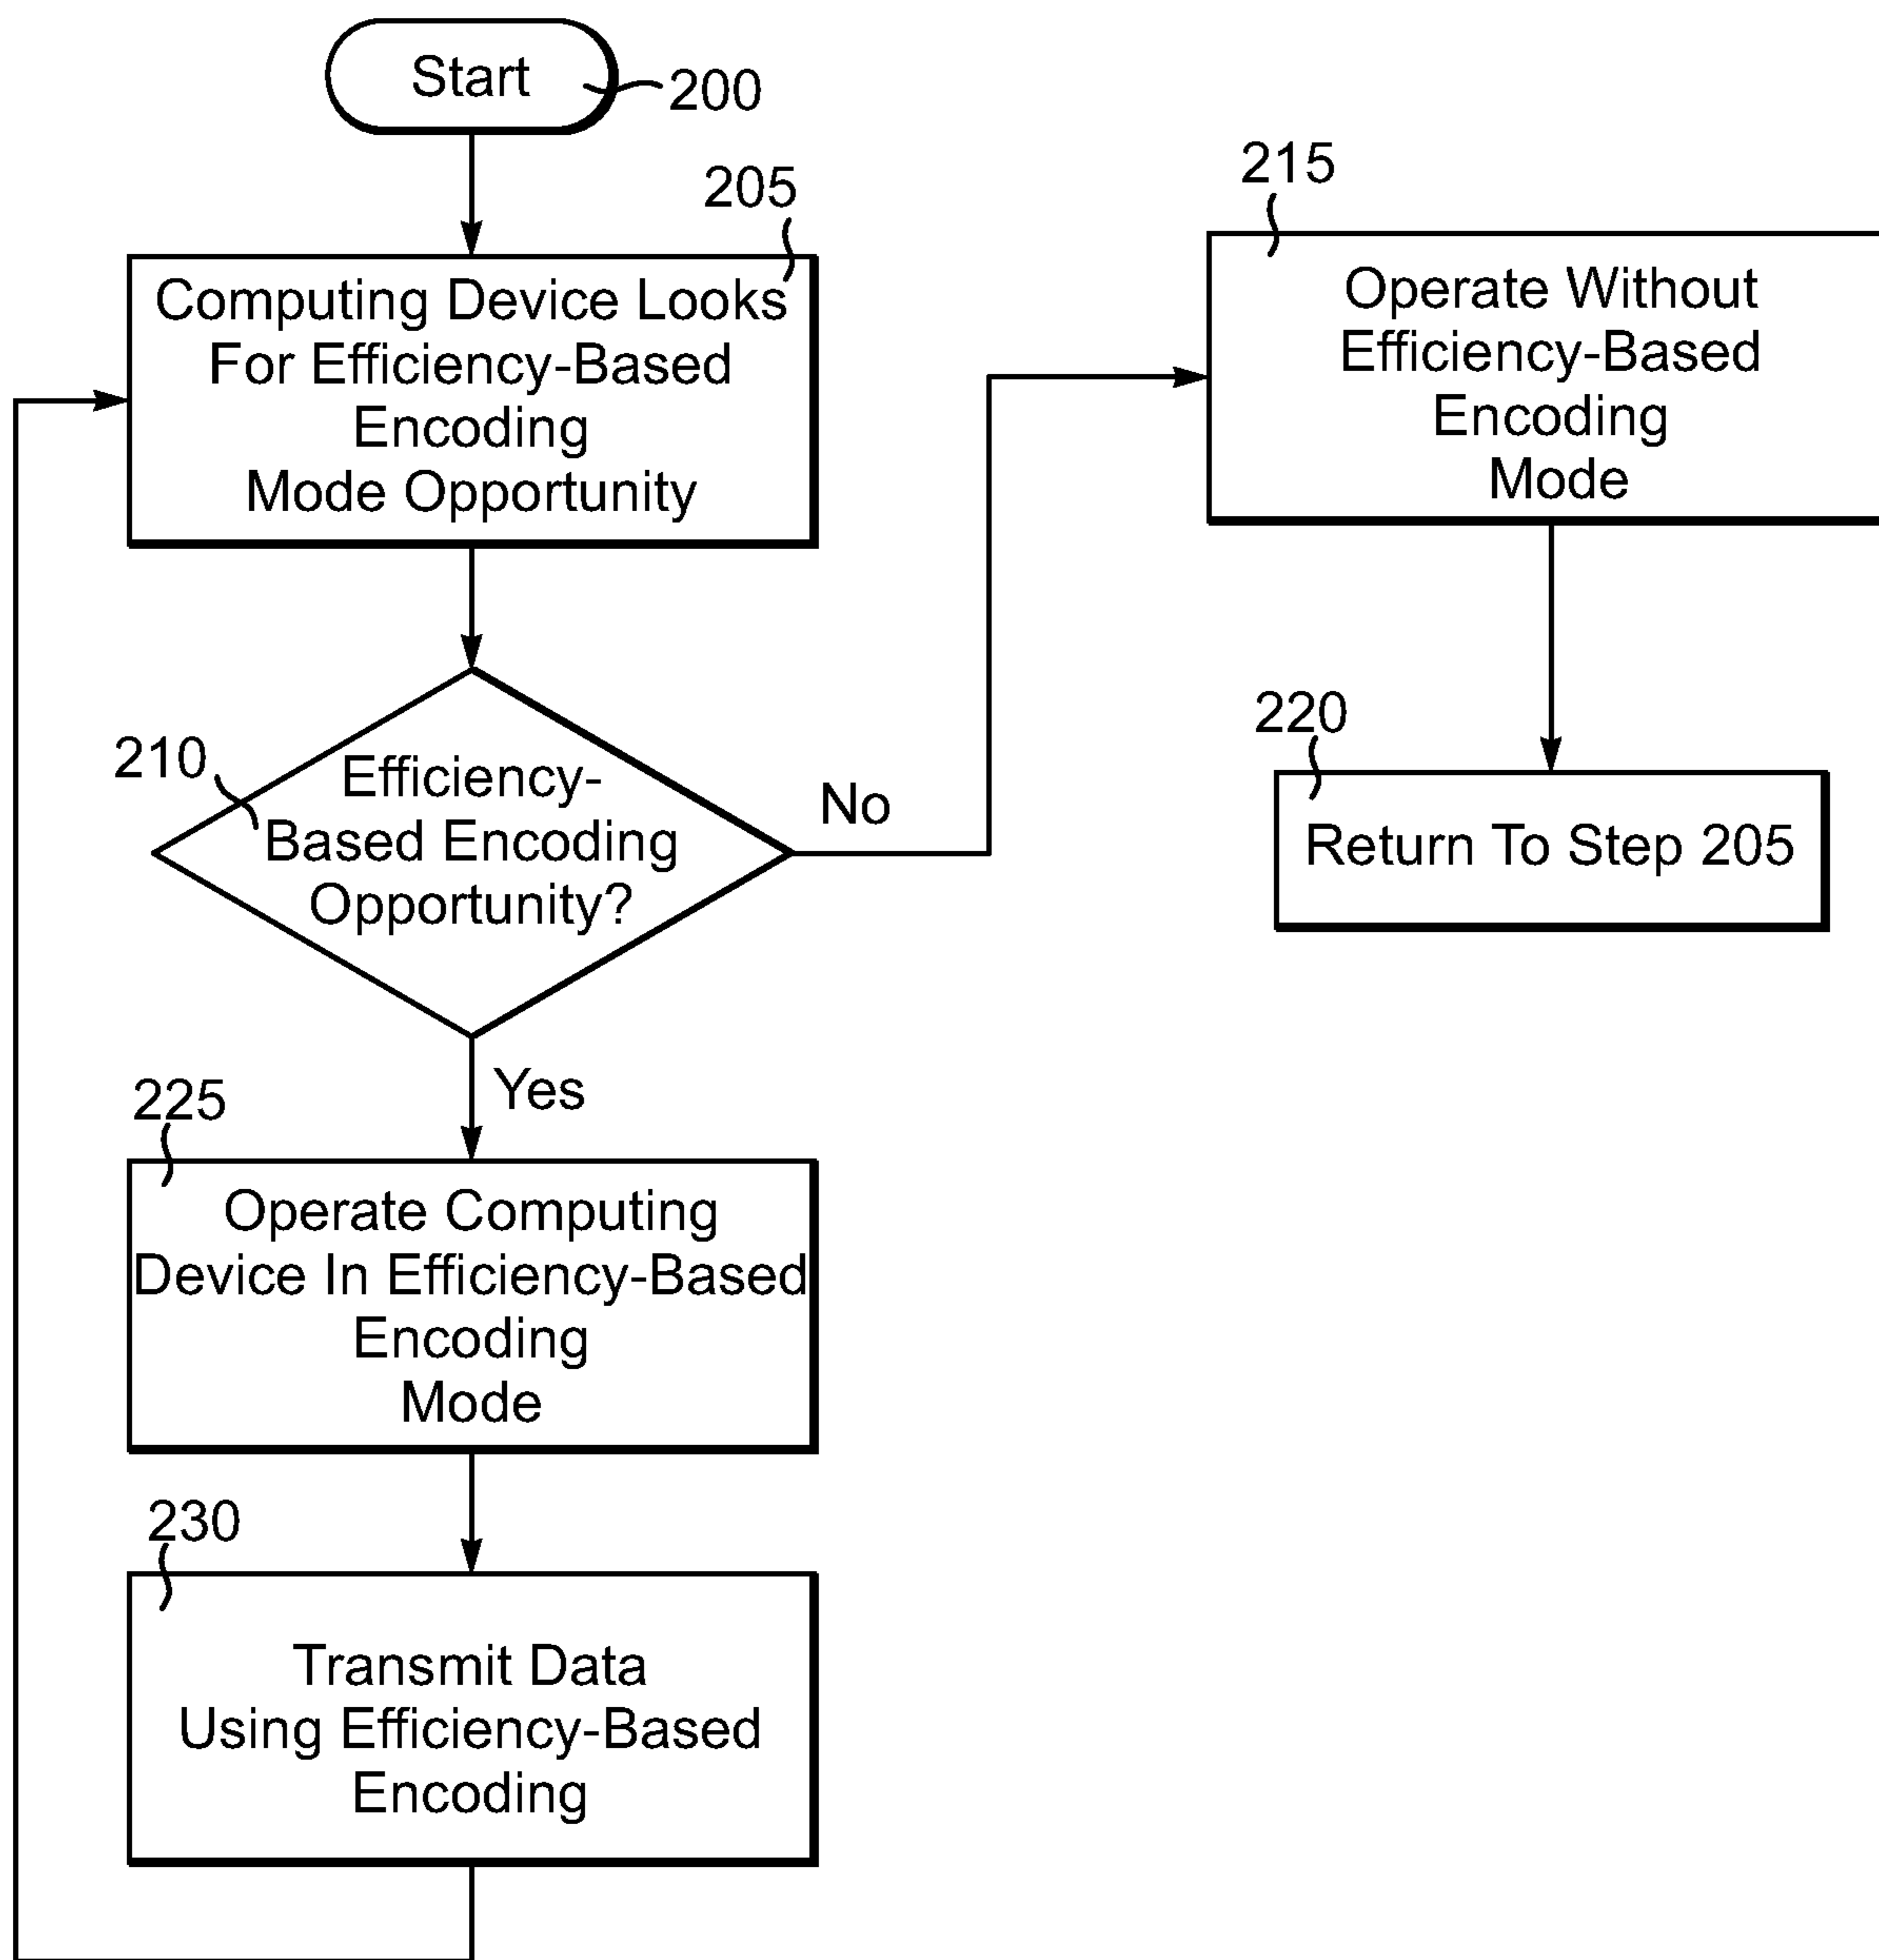 Start
200
205
Computing Device Looks
For Efficiency-Based
Encoding
Mode Opportunity
210
Efficiency-
Based Encoding
Opportunity?
No
215
Operate Without
Efficiency-Based
Encoding
Mode
220
Return To Step 205
Yes
225
Operate Computing
Device In Efficiency-Based
Encoding
Mode
230
Transmit Data
Using Efficiency-Based
Encoding